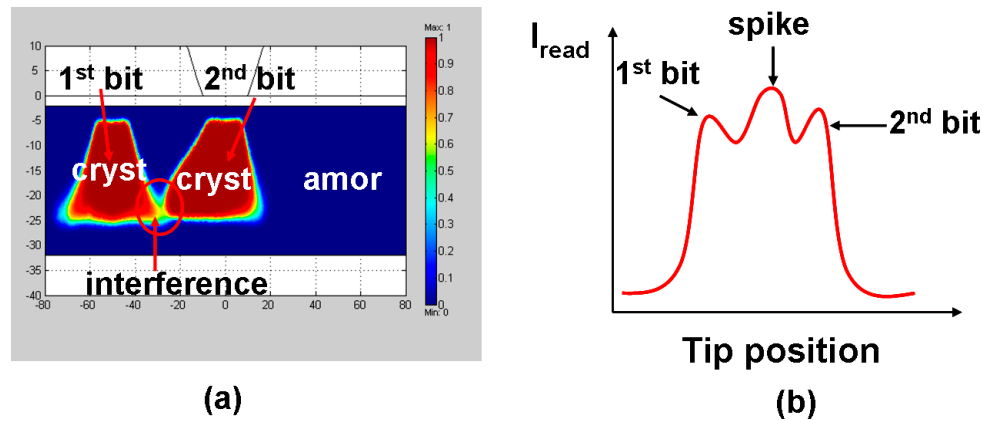 Max: 1
10
5
0
-5
-10
-15
-20
-25
-30
-35
-40
-80
-60
-40
-20
0
20
40
60
80
1st bit
2nd bit
cryst
cryst
amor
interference
1
0.9
0.8
0.7
0.6
0.5
0.4
0.3
0.2
0.1
0
Min: 0
(a)
Iread
spike
1st bit
2nd bit
Tip position
(b)